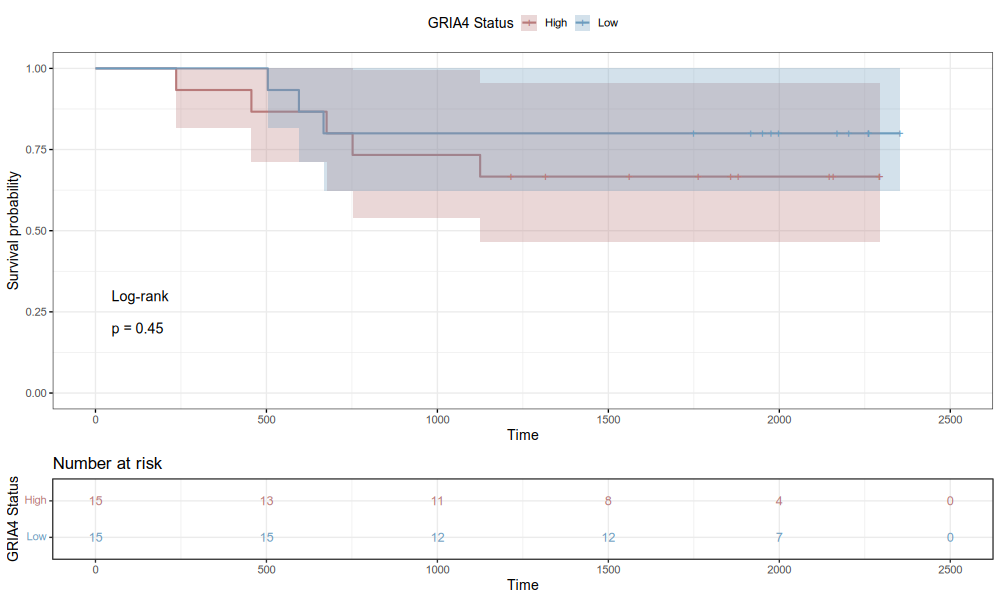 GRIA4 Status High Low
Survival probability
1.00
0.75
0.50
0.25
0.00
Log-rank
p = 0.45
0 500 1000 1500 2000 2500
Time
Number at risk
GRIA4 Status
High 15 13 11 8 4 0
Low 15 15 12 12 7 0
0 500 1000 1500 2000 2500
Time